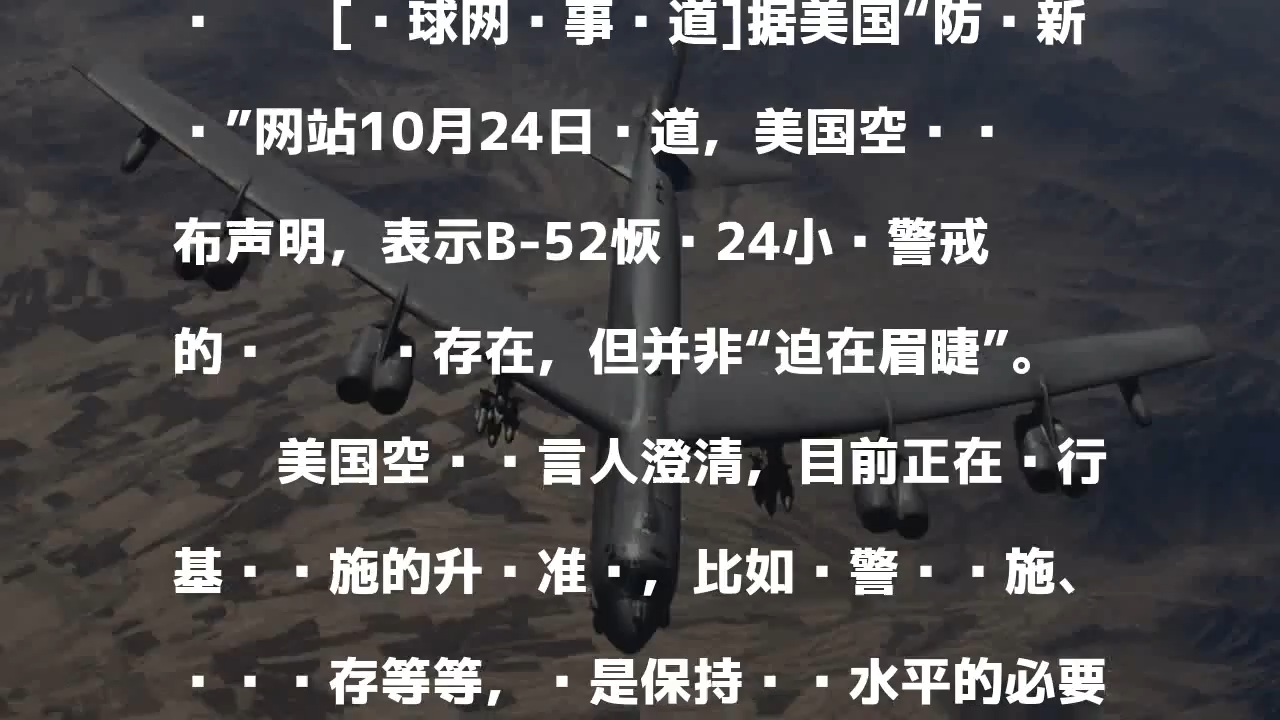 · [·球网·事·道]据美国“防·新
·”网站10月24日·道，美国空··
布声明，表示B-52恢·24小·警戒
的· ·存在，但并非“迫在眉睫”。
美国空··言人澄清，目前正在·行
基··施的升·准·，比如·警··施、
···存等等，·是保持··水平的必要